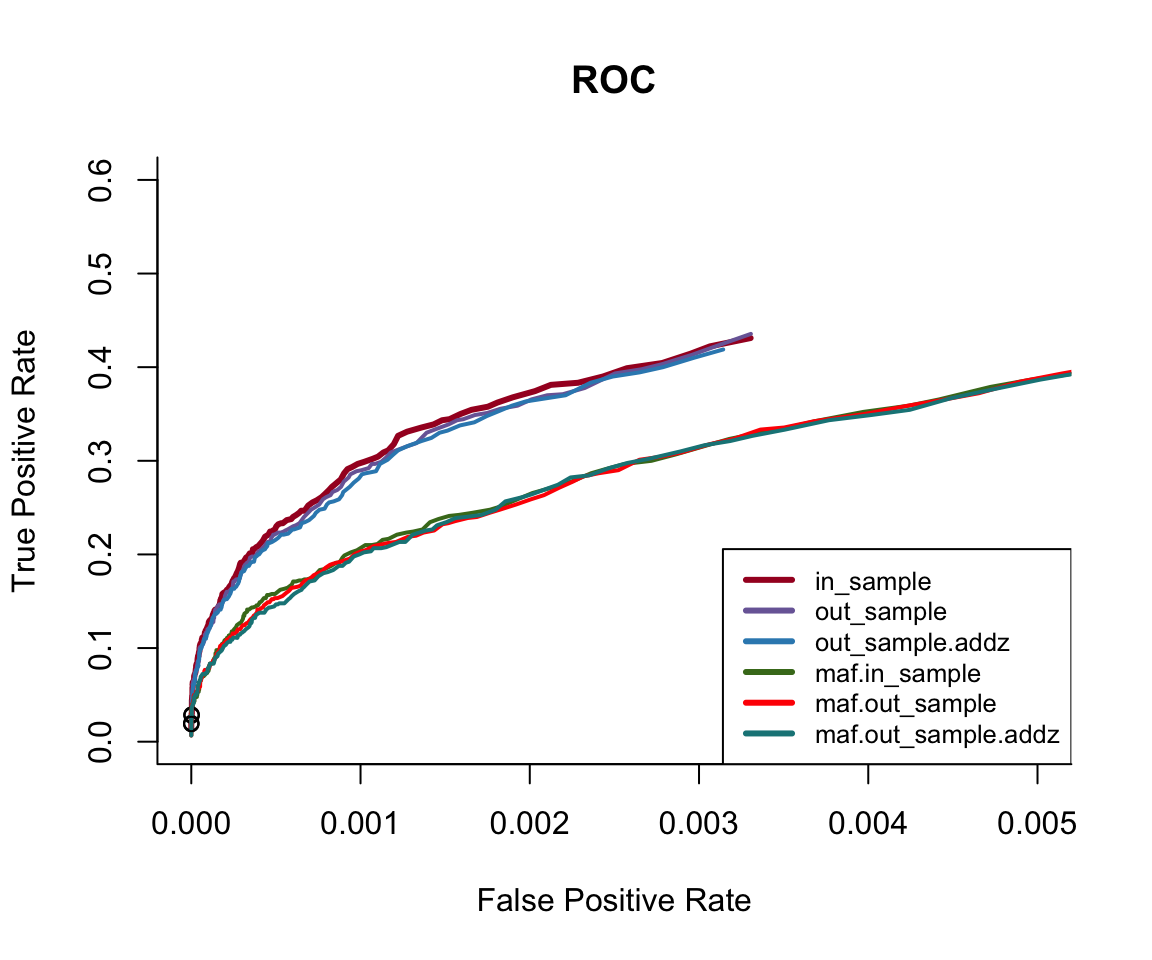 ROC
True Positive Rate
0.6
0.5
0.4
0.3
0.2
0.1
0.0
in_sample
out_sample
out_sample.addz
maf.in_sample
maf.out_sample
maf.out_sample.addz
0.000 0.001 0.002 0.003 0.004 0.005
False Positive Rate